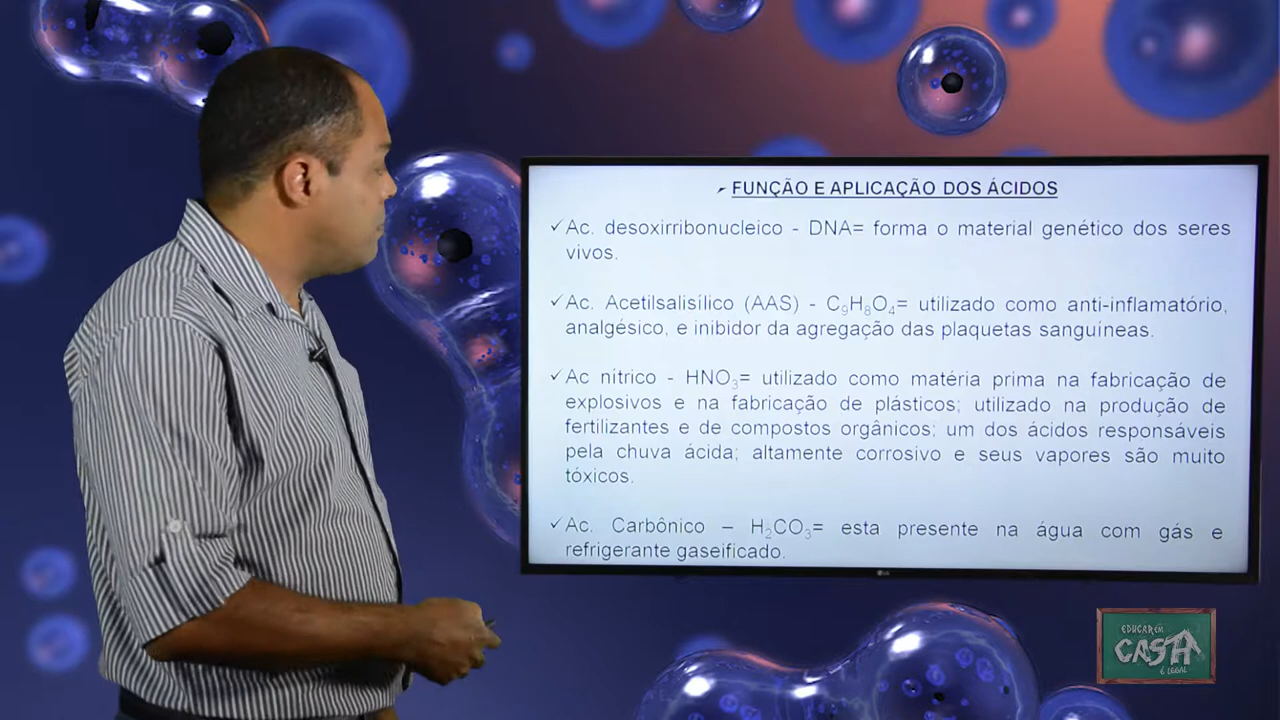 FUNÇÃO E APLICAÇÃO DOS ÁCIDOS
Ac. desoxirribonucleico - DNA= forma o material genético dos seres
vivos.
Ac. Acetilsalisílico (AAS) - C₉H₈O₄= utilizado como anti-inflamatório,
analgésico, e inibidor da agregação das plaquetas sanguíneas.
Ac nítrico - HNO₃= utilizado como matéria prima na fabricação de
explosivos e na fabricação de plásticos; utilizado na produção de
fertilizantes e de compostos orgânicos; um dos ácidos responsáveis
pela chuva ácida; altamente corrosivo e seus vapores são muito
tóxicos.
Ac. Carbônico – H₂CO₃= esta presente na água com gás e
refrigerante gaseificado.
LG
EDUCAR EM
CASA
É LEGAL